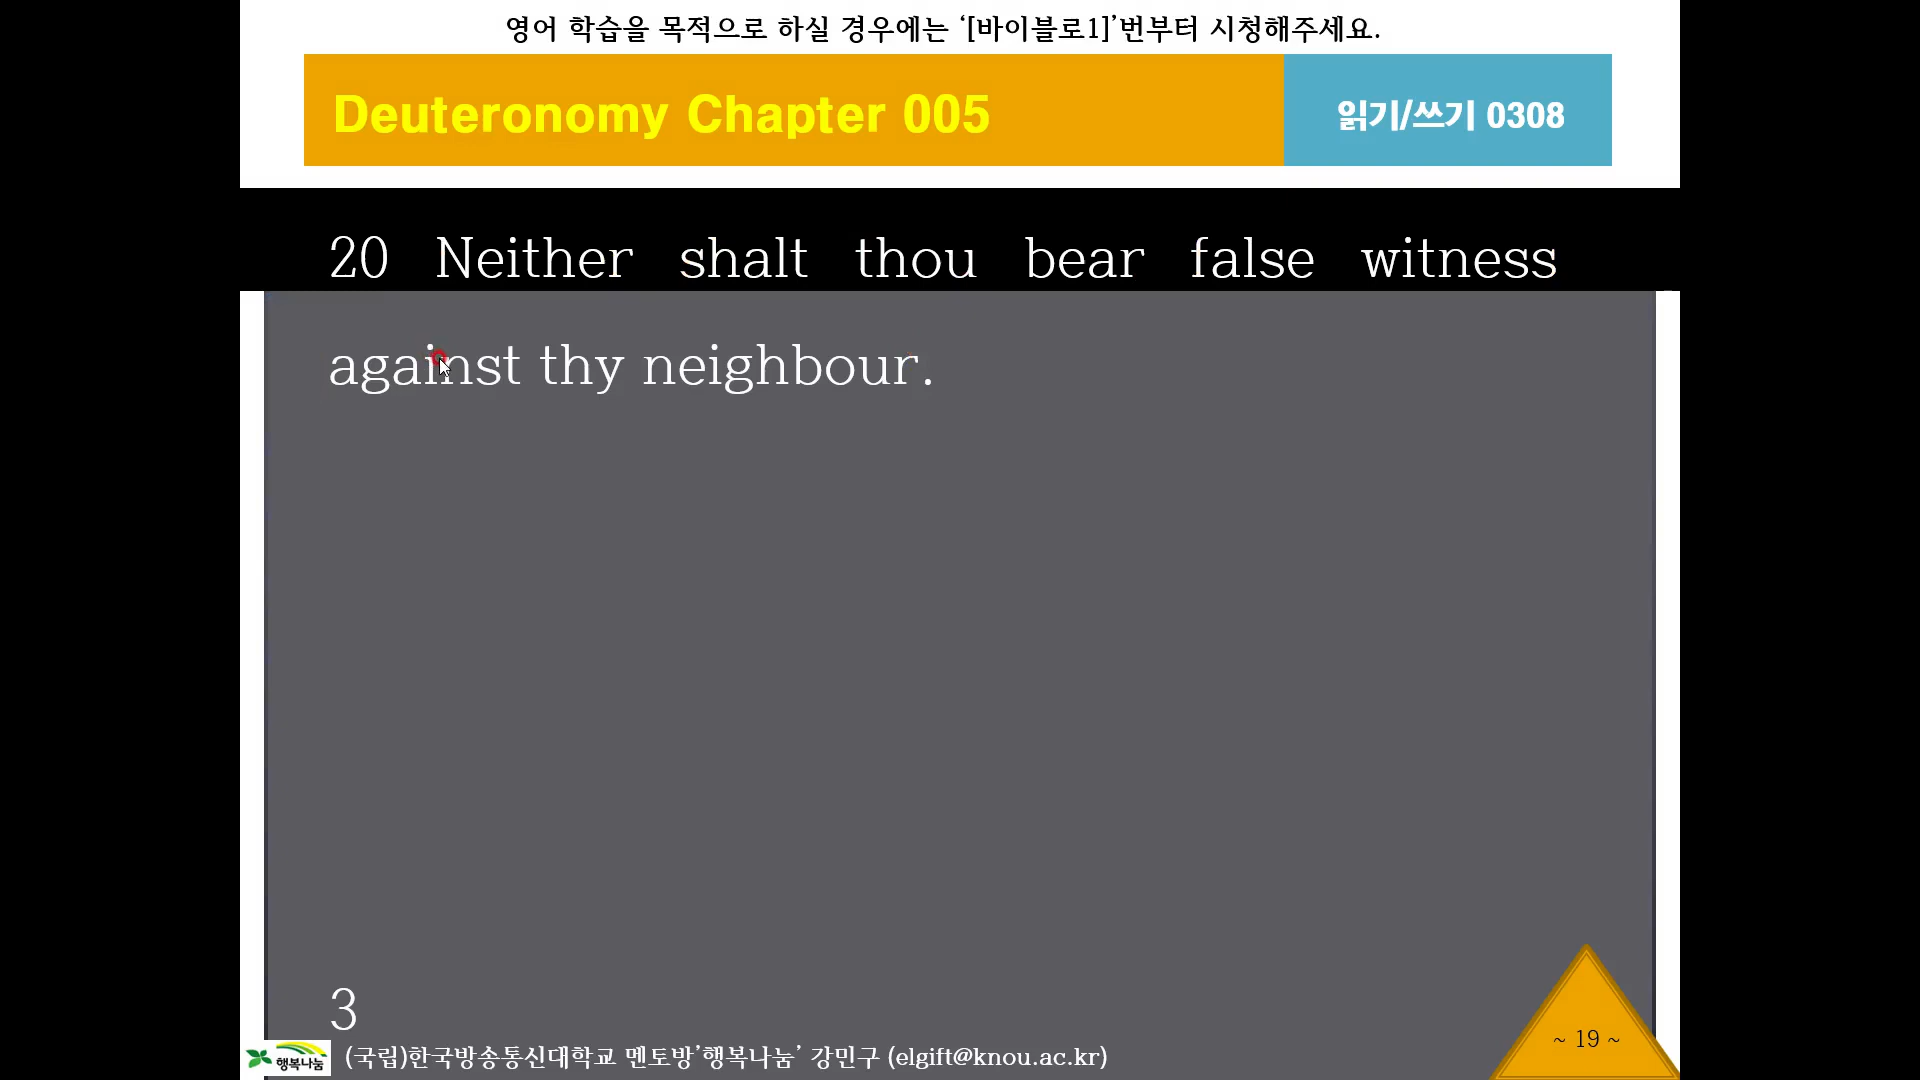 영어 학습을 목적으로 하실 경우에는 ‘[바이블로1]’번부터 시청해주세요.
Deuteronomy Chapter 005
읽기/쓰기 0308
20 Neither shalt thou bear false witness
against thy neighbour.
3
~ 19 ~
행복나눔
(국립)한국방송통신대학교 멘토방’행복나눔’ 강민구 (elgift@knou.ac.kr)